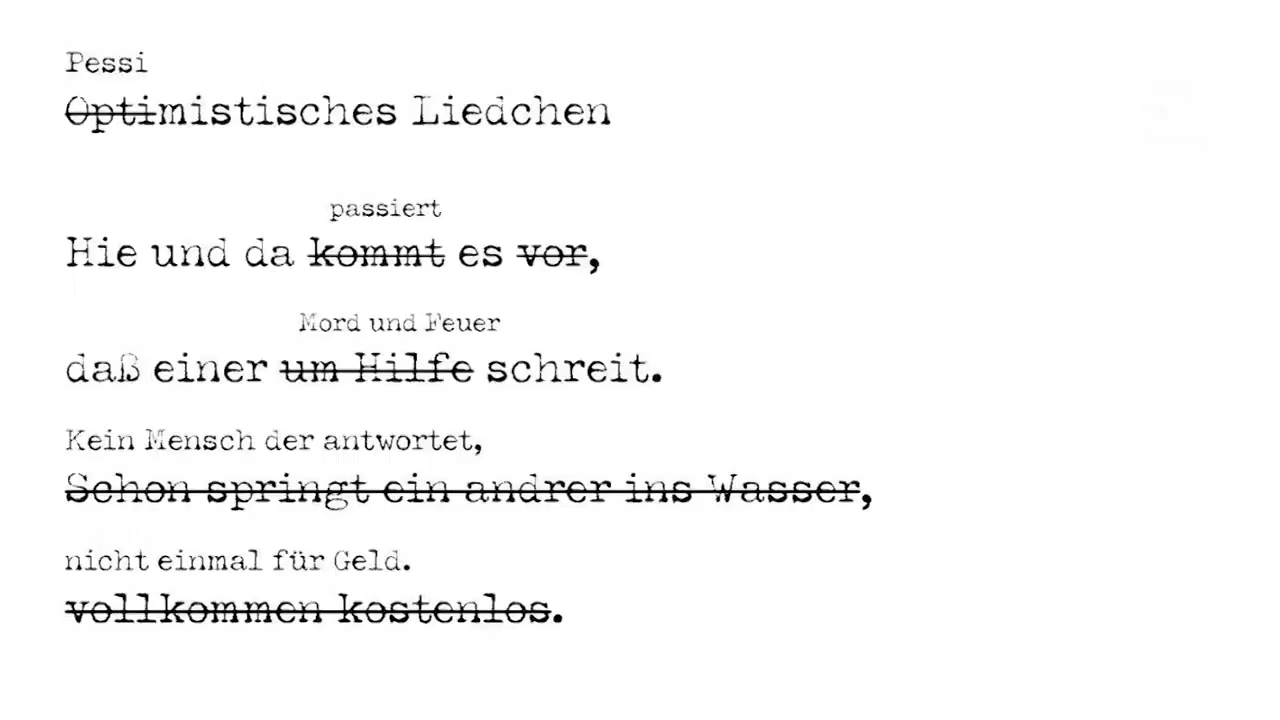 Pessi
Optimistisches Liedchen
passiert
Hie und da kommt es vor,
Mord und Feuer
daß einer um Hilfe schreit.
Kein Mensch der antwortet,
Schon springt ein andrer ins Wasser,
nicht einmal für Geld.
vollkommen kostenlos.